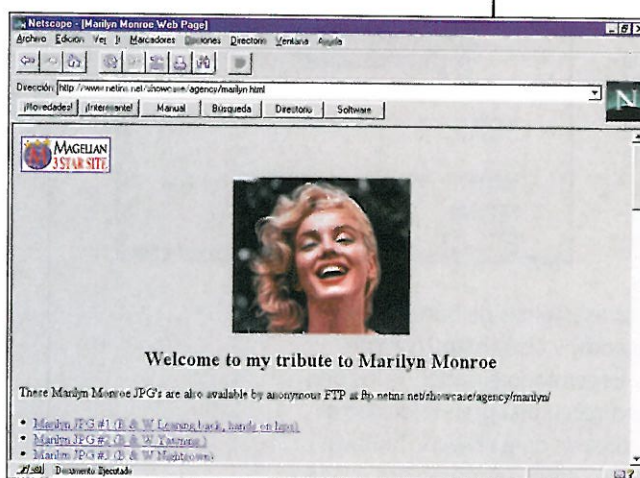 Netscape - [Marilyn Monroe Web Page]
Archivo Edición Ver Ir Marcadores Opciones Directorio Ventana Ayuda
Dirección: http://www.netins.net/showcase/agency/marilyn.html
¡Novedades! ¡Interesante! Manual Búsqueda Directorio Software
N
MAGELLAN
3 STAR SITE
Welcome to my tribute to Marilyn Monroe
These Marilyn Monroe JPG's are also available by anonymous FTP at ftp.netins.net/showcase/agency/marilyn/
• Marilyn JPG #1 (B & W Leaning back, hands on hips)
• Marilyn JPG #2 (B & W Yawning)
• Marilyn JPG #3 (B & W Nightgown)
Documento Ejecutado